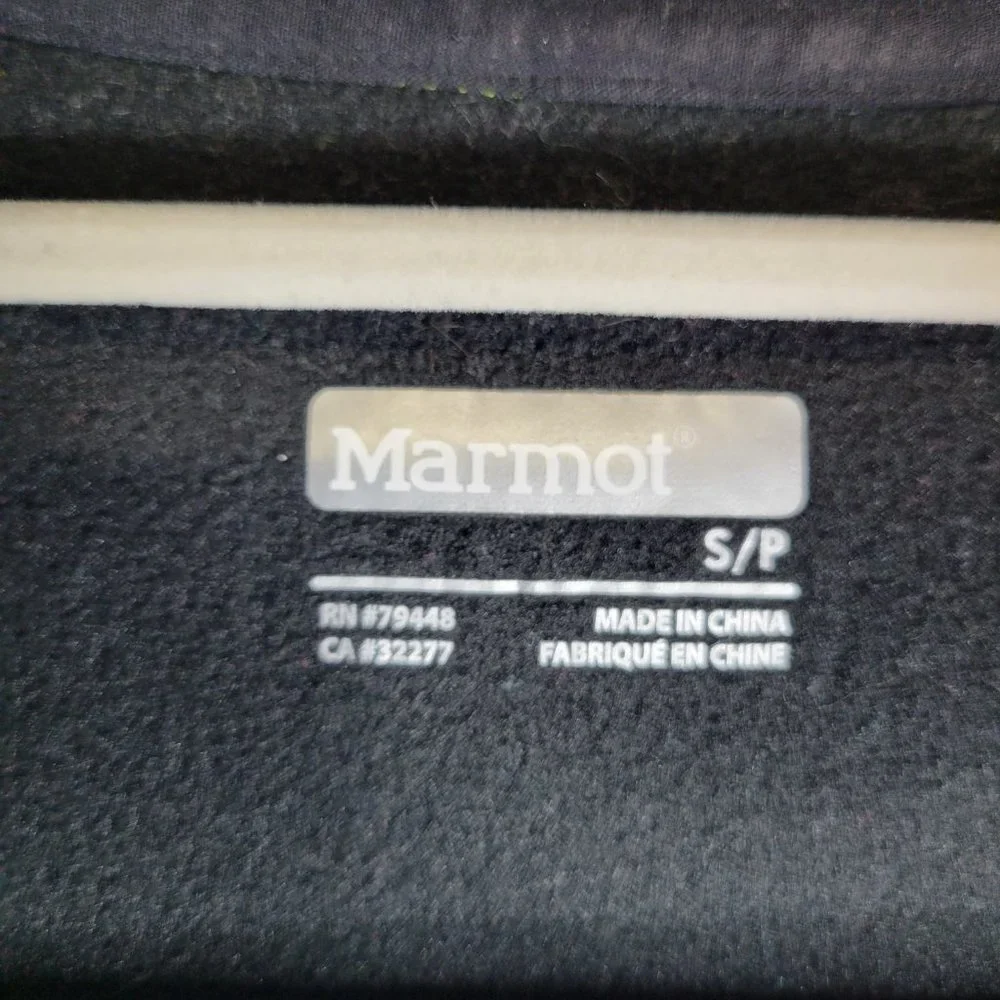 Marmot®
S/P
RN #79448
CA #32277
MADE IN CHINA
FABRIQUÉ EN CHINE